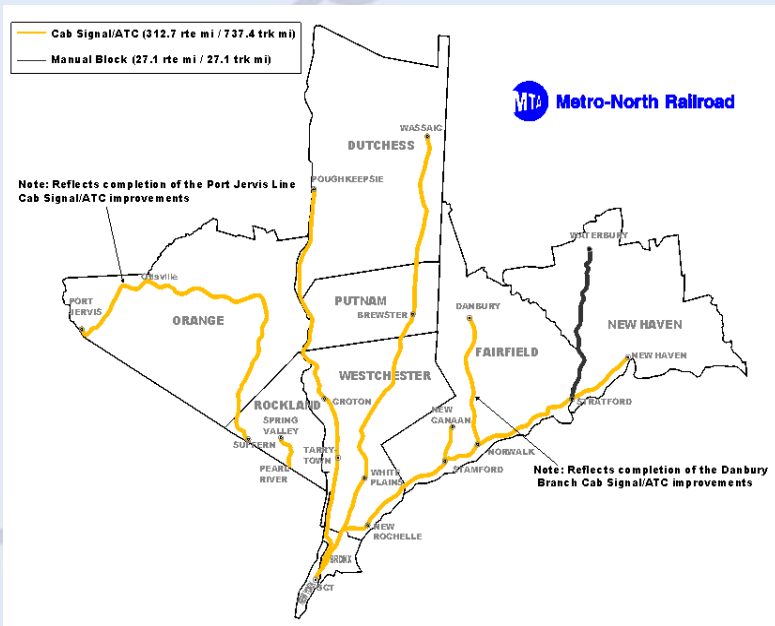 Cab Signal/ATC (312.7 rte mi / 737.4 trk mi)
Manual Block (27.1 rte mi / 27.1 trk mi)
MTA Metro-North Railroad
WASSAIC
DUTCHESS
POUGHKEEPSIE
Note: Reflects completion of the Port Jervis Line
Cab Signal/ATC improvements
WATERBURY
Otisville
PORT
JERVIS
ORANGE
PUTNAM
BREWSTER
DANBURY
NEW HAVEN
FAIRFIELD
NEW HAVEN
WESTCHESTER
ROCKLAND
CROTON
NEW
CANAAN
STRATFORD
SPRING
VALLEY
SUFFERN
TARRY-
TOWN
NORWALK
PEARL
RIVER
WHITE
PLAINS
STAMFORD
Note: Reflects completion of the Danbury
Branch Cab Signal/ATC improvements
NEW
ROCHELLE
BRONX
GCT